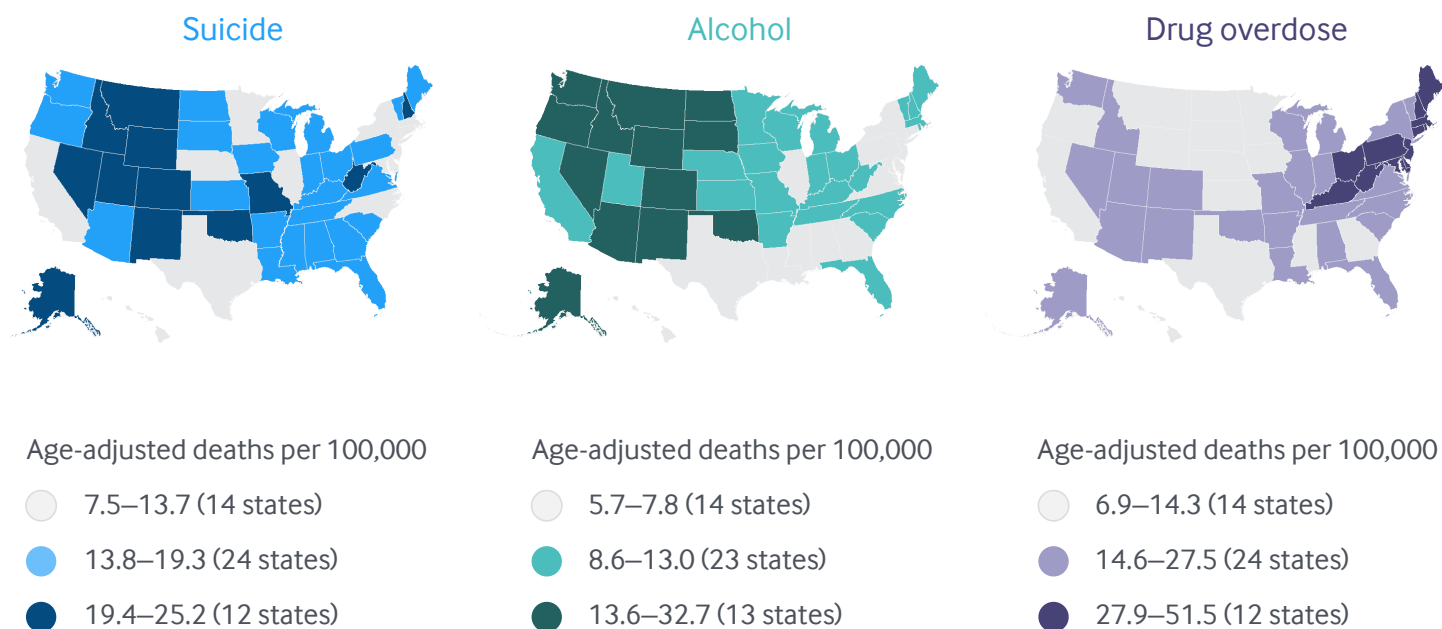 Suicide
Alcohol
Drug overdose
Age-adjusted deaths per 100,000
7.5–13.7 (14 states)
13.8–19.3 (24 states)
19.4–25.2 (12 states)
Age-adjusted deaths per 100,000
5.7–7.8 (14 states)
8.6–13.0 (23 states)
13.6–32.7 (13 states)
Age-adjusted deaths per 100,000
6.9–14.3 (14 states)
14.6–27.5 (24 states)
27.9–51.5 (12 states)